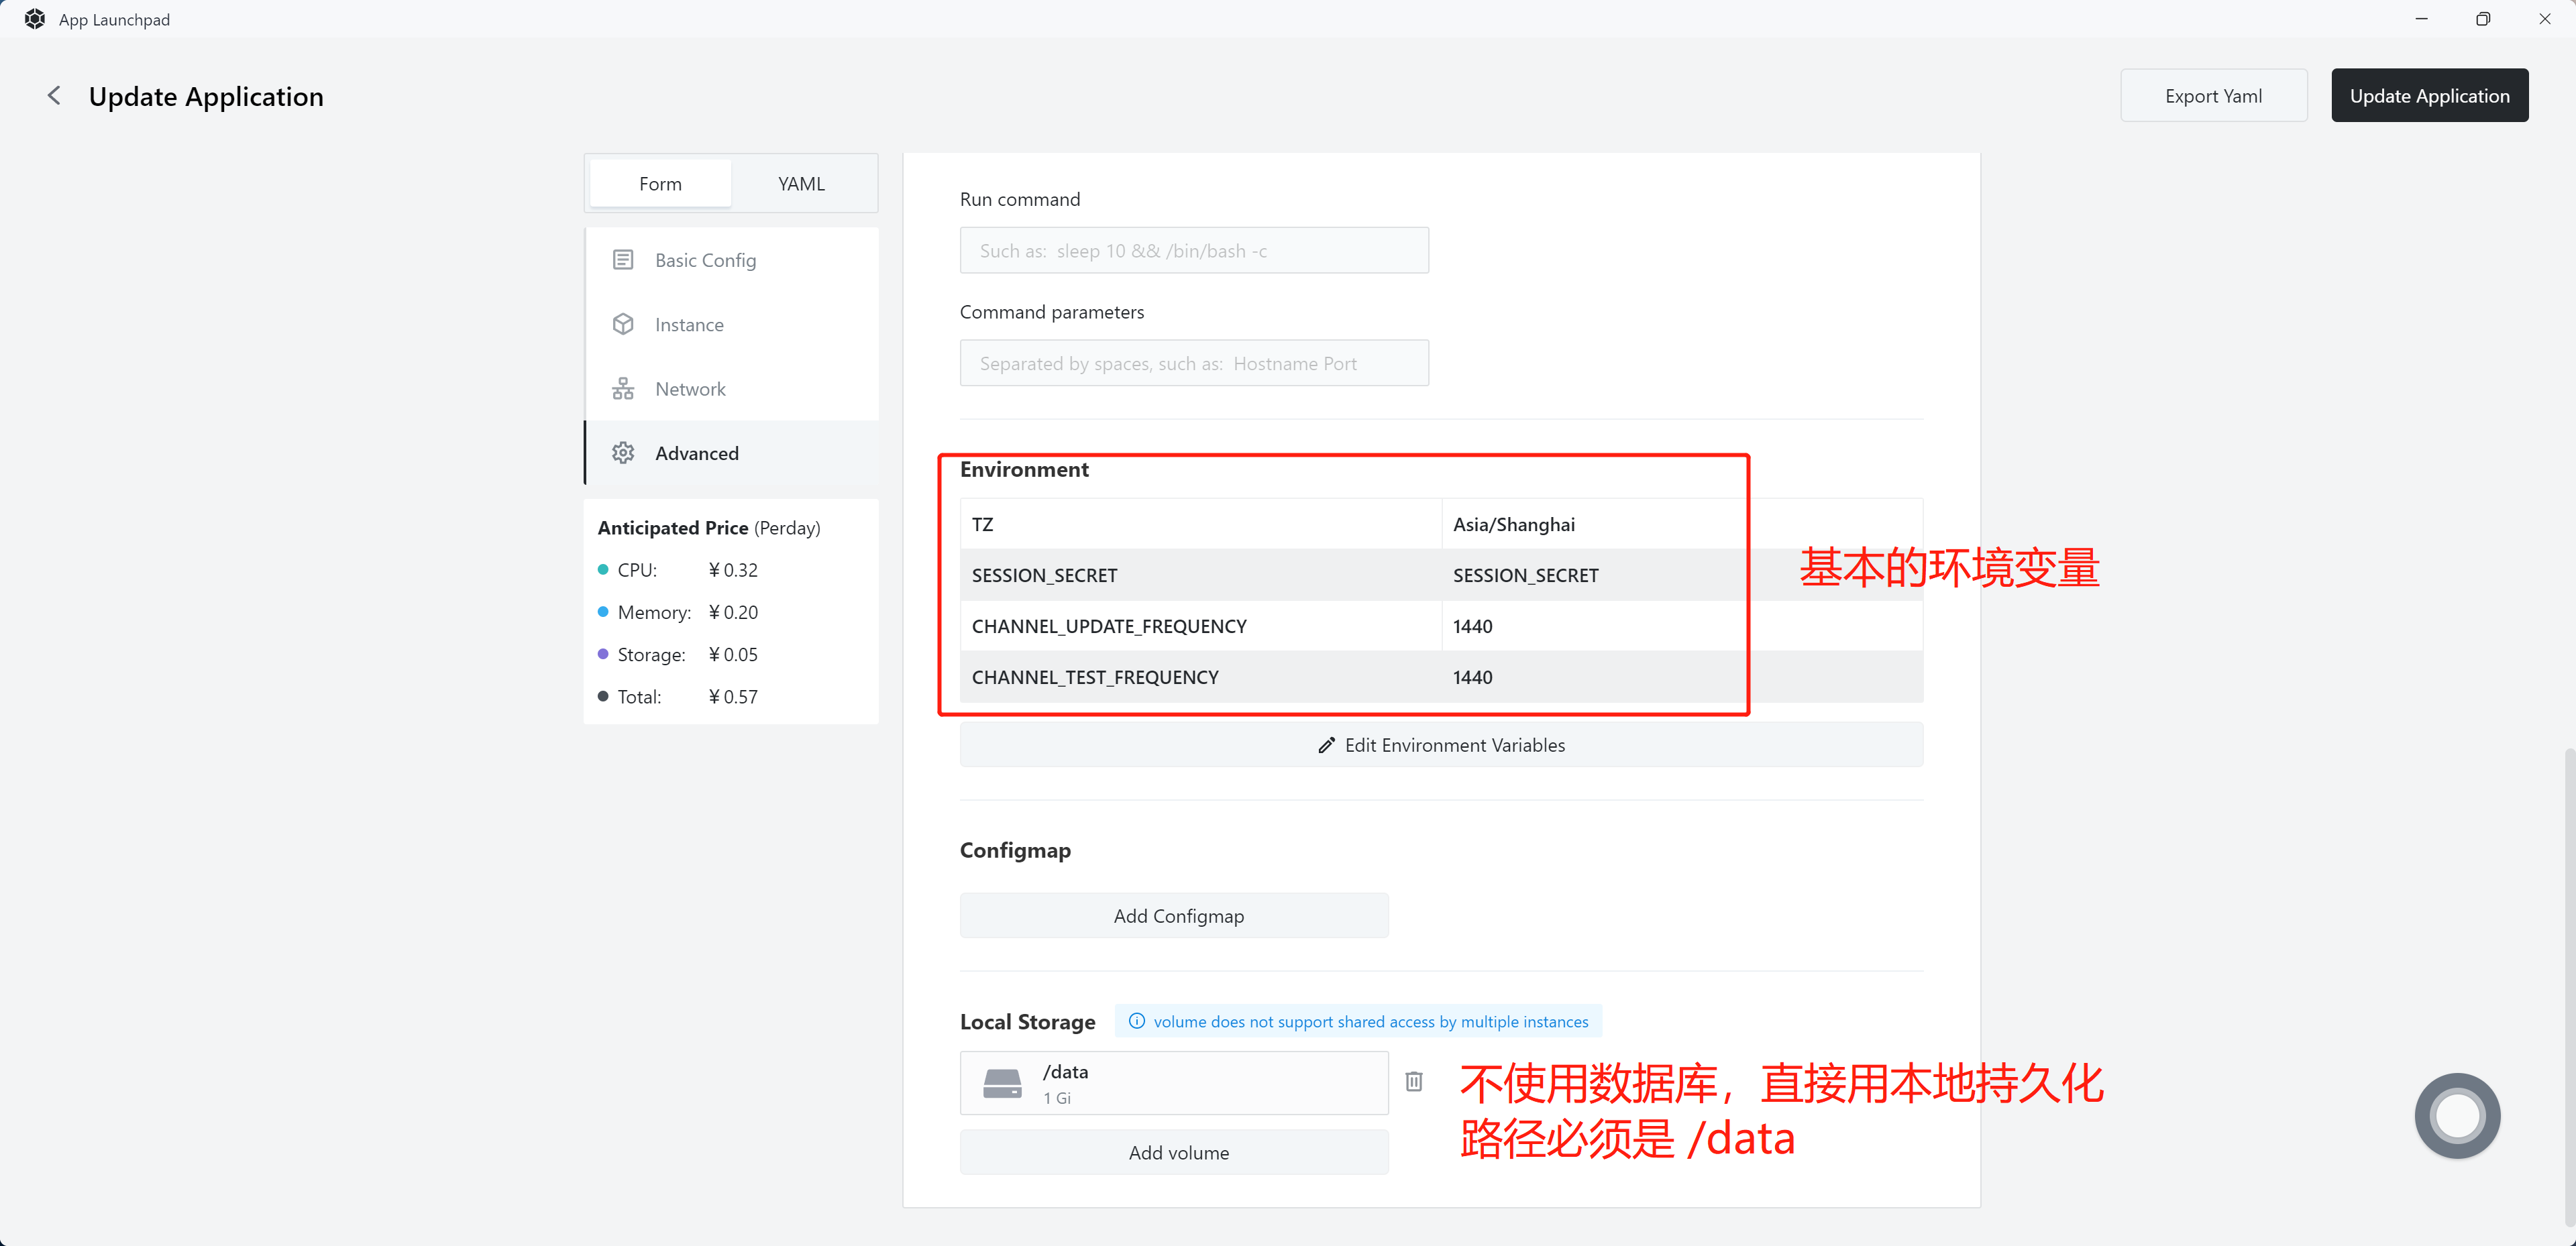 App Launchpad
Update Application
Export Yaml
Update Application
Form
YAML
Basic Config
Instance
Network
Advanced
Anticipated Price (Perday)
CPU: ¥ 0.32
Memory: ¥ 0.20
Storage: ¥ 0.05
Total: ¥ 0.57
Run command
Such as: sleep 10 && /bin/bash -c
Command parameters
Separated by spaces, such as: Hostname Port
Environment
TZ Asia/Shanghai
SESSION_SECRET SESSION_SECRET
CHANNEL_UPDATE_FREQUENCY 1440
CHANNEL_TEST_FREQUENCY 1440
基本的环境变量
Edit Environment Variables
Configmap
Add Configmap
Local Storage
volume does not support shared access by multiple instances
/data
1 Gi
不使用数据库，直接用本地持久化
路径必须是 /data
Add volume